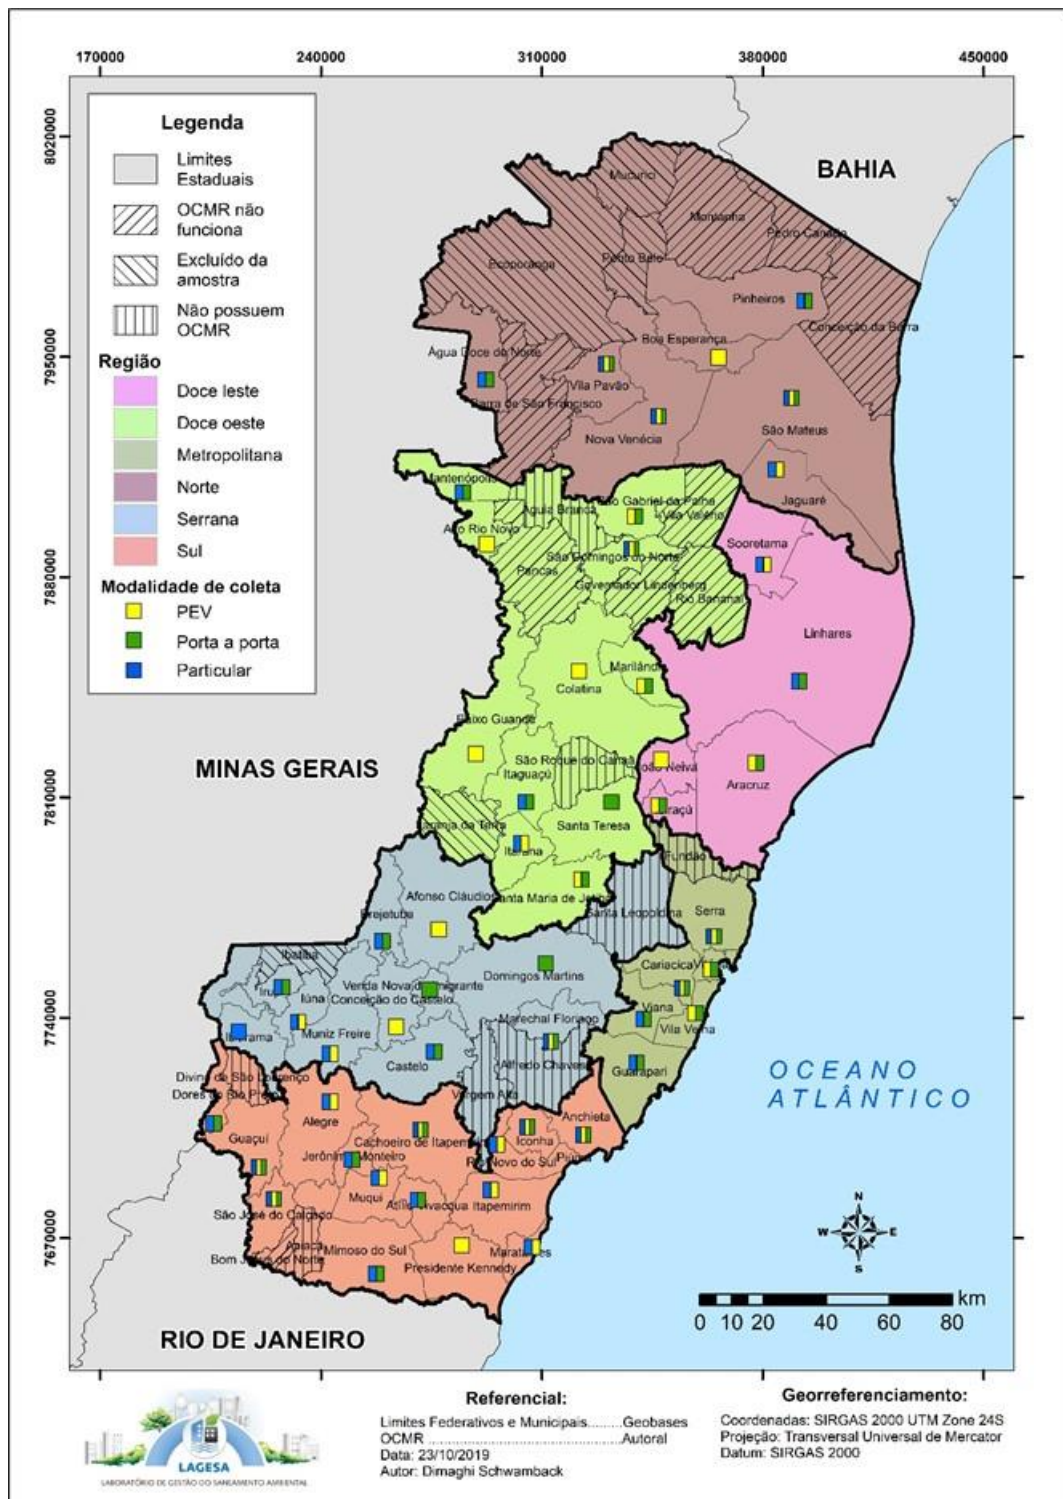 170000
240000
310000
380000
450000
8020000
7950000
7880000
7810000
7740000
7670000
Legenda
Limites
Estaduais
OCMR não
funciona
Excluído da
amostra
Não possuem
OCMR
Região
Doce leste
Doce oeste
Metropolitana
Norte
Serrana
Sul
Modalidade de coleta
PEV
Porta a porta
Particular
BAHIA
MINAS GERAIS
RIO DE JANEIRO
OCEANO
ATLÂNTICO
Mucurici
Montanha
Pedro Canário
Ecoporanga
Ponto Belo
Pinheiros
Conceição da Barra
Boa Esperança
Água Doce do Norte
Vila Pavão
Barra de São Francisco
São Mateus
Nova Venécia
Jaguaré
Mantenópolis
Águia Branca
São Gabriel da Palha
Vila Valério
Alto Rio Novo
Sooretama
São Domingos do Norte
Pancas
Governador Lindenberg
Rio Bananal
Linhares
Marilândia
Colatina
Baixo Guandu
São Roque do Canaã
João Neiva
Itaguaçu
Aracruz
Ibiraçu
Laranja da Terra
Santa Teresa
Itarana
Fundão
Afonso Cláudio
Santa Maria de Jetibá
Santa Leopoldina
Serra
Brejetuba
Ibatiba
Cariacica
Domingos Martins
Venda Nova do Imigrante
Irupi
Iúna
Conceição do Castelo
Viana
Marechal Floriano
Vila Velha
Ibitirama
Muniz Freire
Castelo
Alfredo Chaves
Guarapari
Divino de São Lourenço
Dores do Rio Preto
Vargem Alta
Alegre
Anchieta
Guaçuí
Cachoeiro de Itapemirim
Iconha
Jerônimo Monteiro
Rio Novo do Sul
Piúma
Muqui
Atílio Vivacqua
Itapemirim
São José do Calçado
Apiacá
Mimoso do Sul
Bom Jesus do Norte
Marataízes
Presidente Kennedy
N
W
E
S
km
0 10 20 40 60 80
LAGESA
LABORATÓRIO DE GESTÃO DO SANEAMENTO AMBIENTAL
Referencial:
Limites Federativos e Municipais.........Geobases
OCMR ................................................Autoral
Data: 23/10/2019
Autor: Dimaghi Schwamback
Georreferenciamento:
Coordenadas: SIRGAS 2000 UTM Zone 24S
Projeção: Transversal Universal de Mercator
Datum: SIRGAS 2000